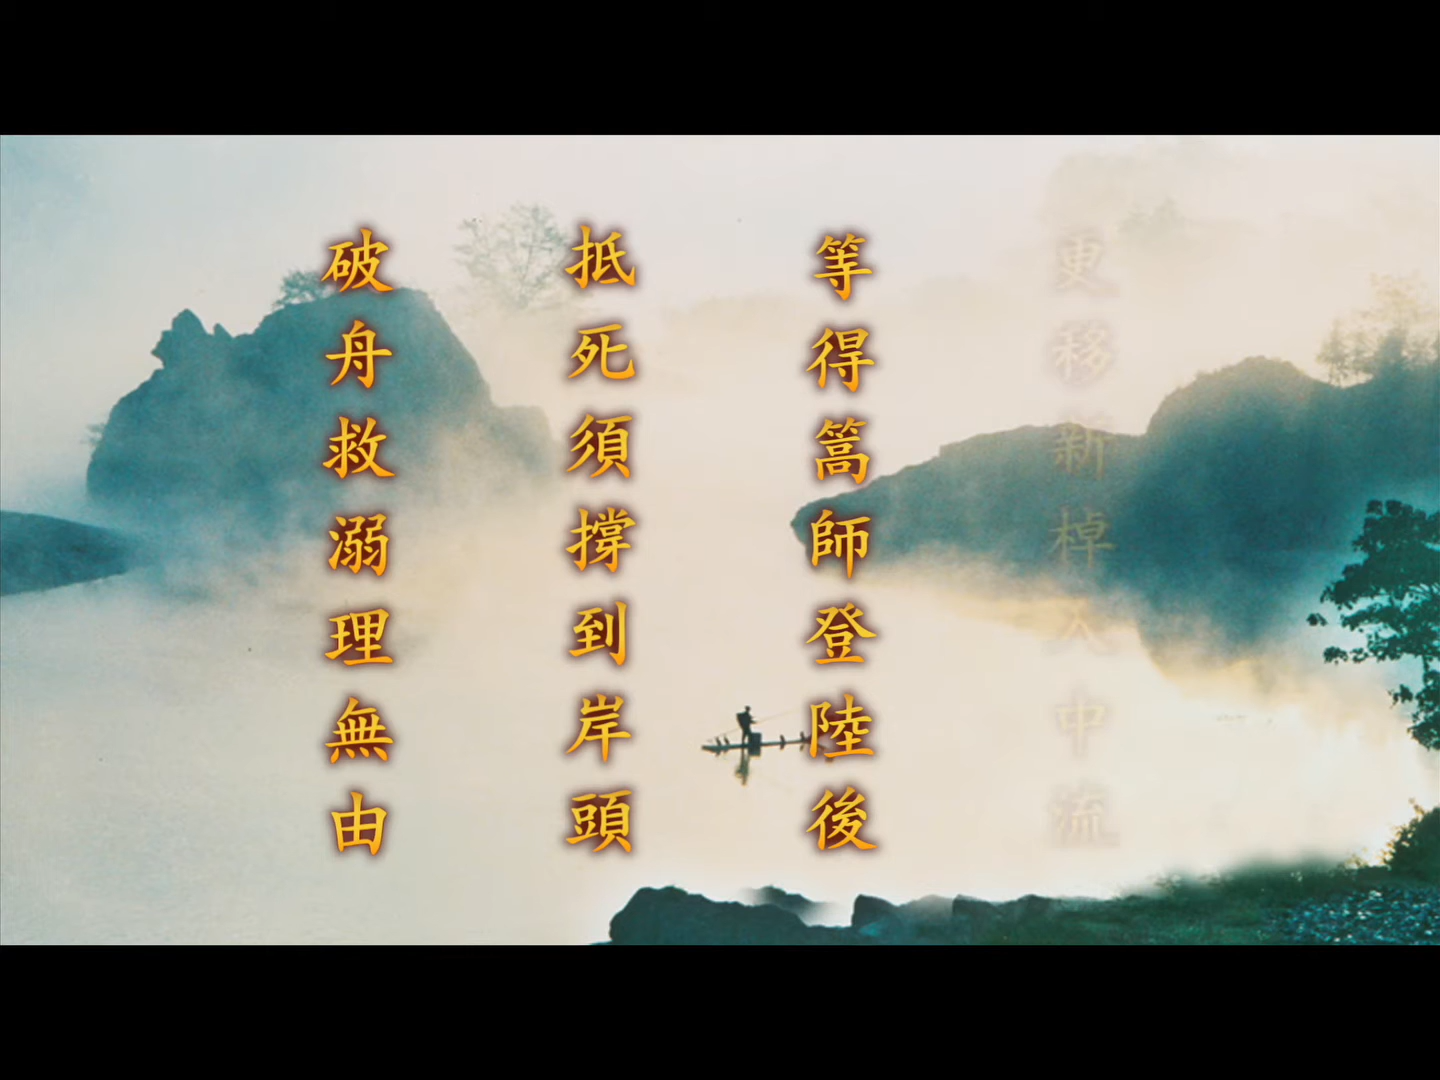 破舟救溺理無由
抵死須撐到岸頭
等得篙師登陸後
更移新棹入中流